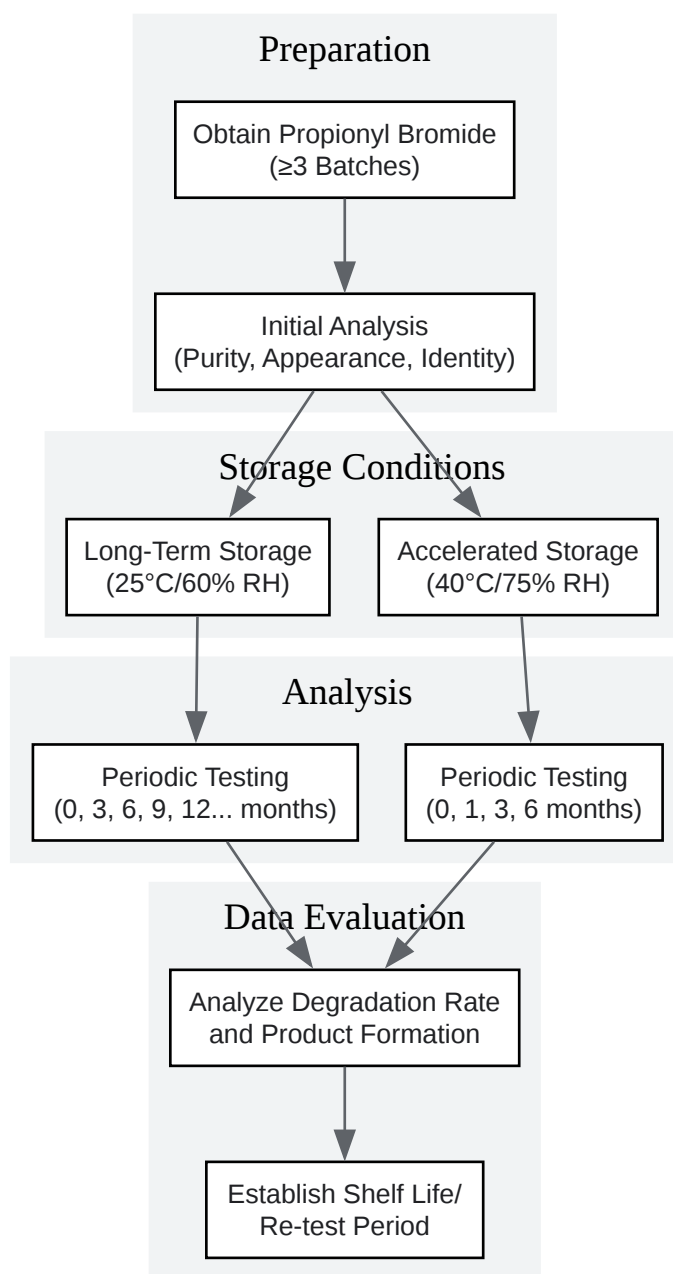 Preparation
Obtain Propionyl Bromide
(≥3 Batches)
Initial Analysis
(Purity, Appearance, Identity)
Storage Conditions
Long-Term Storage
(25°C/60% RH)
Accelerated Storage
(40°C/75% RH)
Analysis
Periodic Testing
(0, 3, 6, 9, 12... months)
Periodic Testing
(0, 1, 3, 6 months)
Data Evaluation
Analyze Degradation Rate
and Product Formation
Establish Shelf Life/
Re-test Period